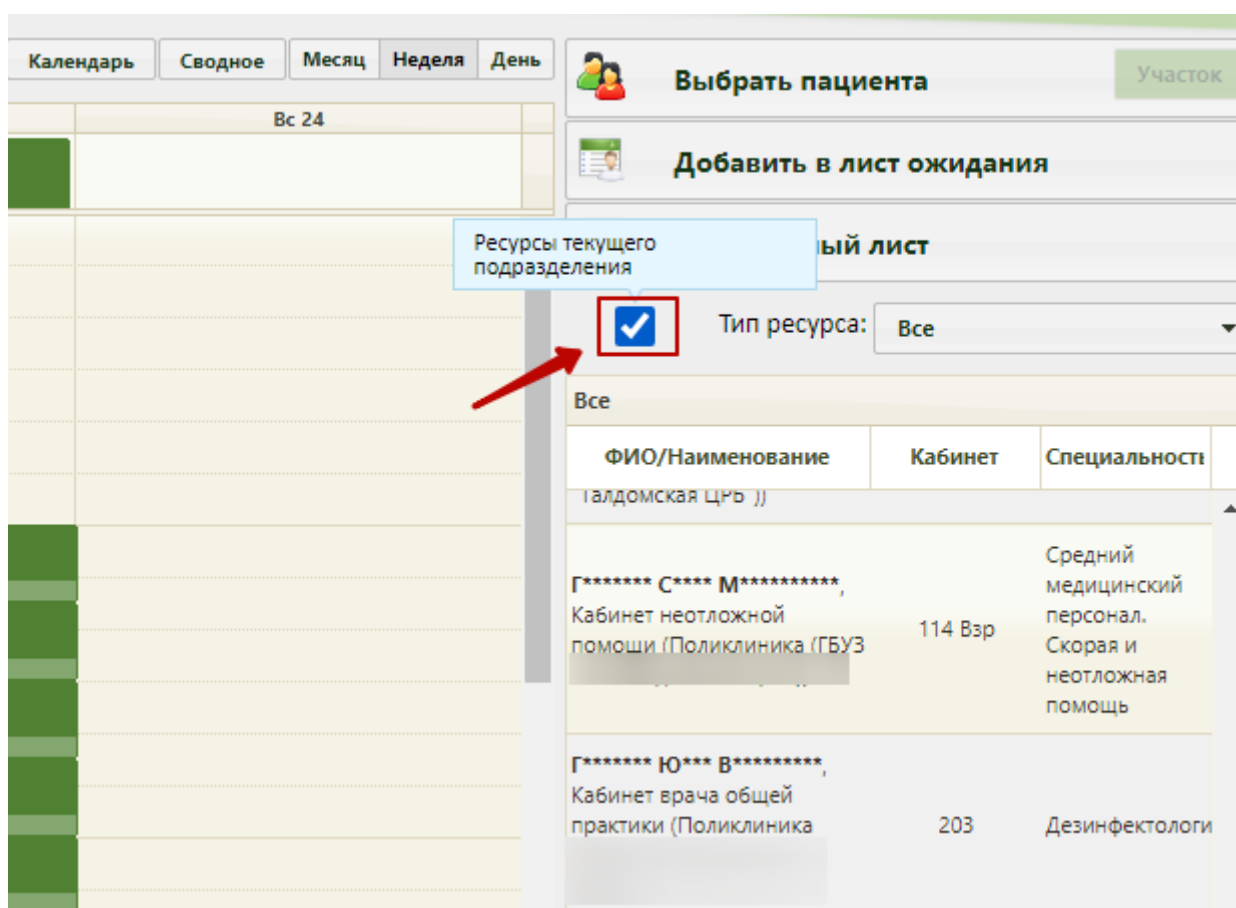 Календарь
Сводное
Месяц
Неделя
День
Вс 24
Выбрать пациента
Участок
Добавить в лист ожидания
ный лист
Ресурсы текущего
подразделения
Тип ресурса:
Все
Все
ФИО/Наименование
Кабинет
Специальность
Талдомская ЦРБ ))
Г******* С**** М**********,
Кабинет неотложной
помощи (Поликлиника (ГБУЗ
114 Взр
Средний
медицинский
персонал.
Скорая и
неотложная
помощь
Г******* Ю*** В*********,
Кабинет врача общей
практики (Поликлиника
203
Дезинфектологи